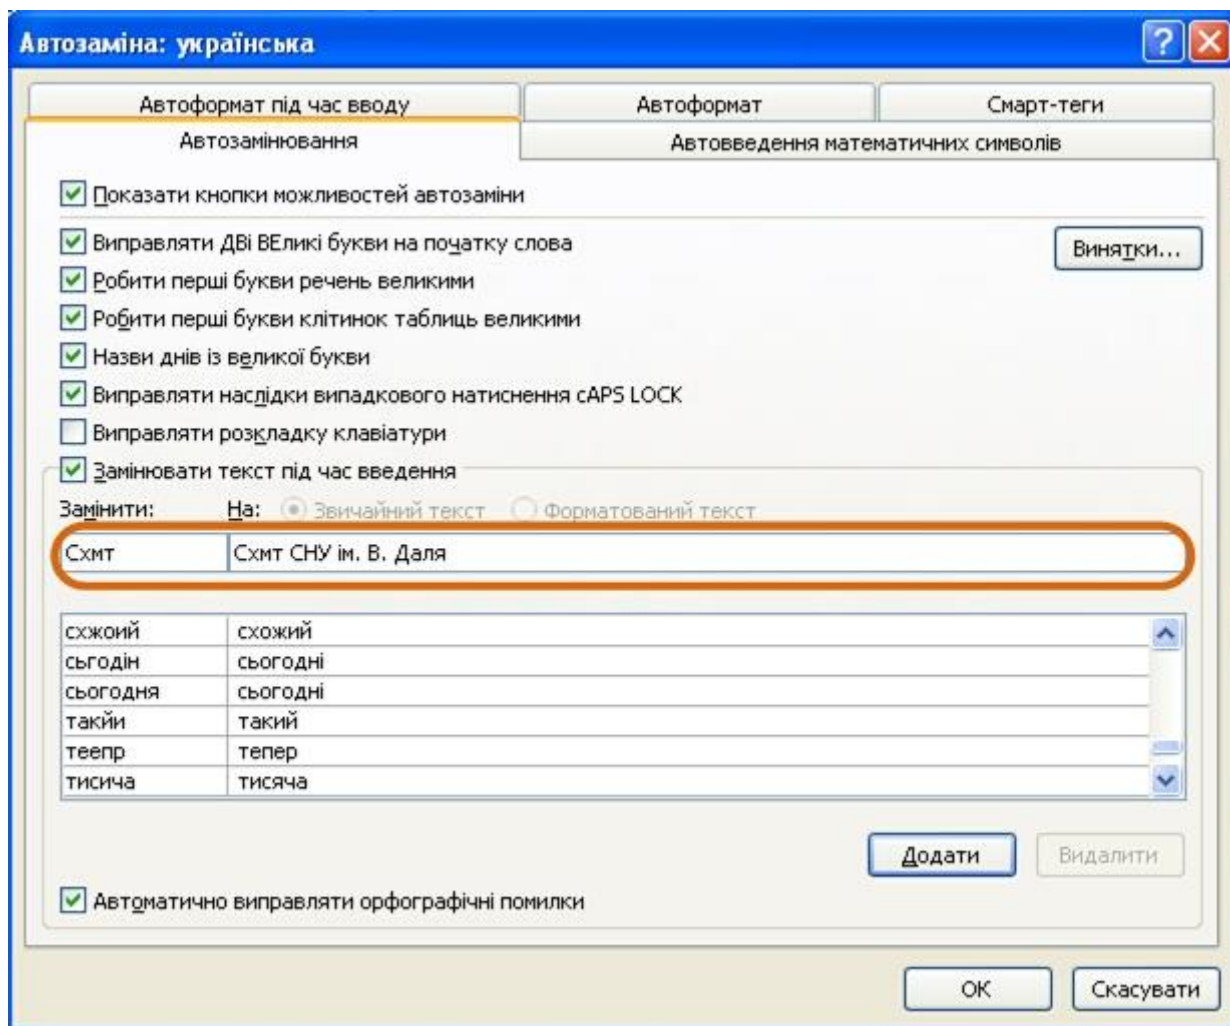 Автозаміна: українська
Автоформат під час вводу Автоформат Смарт-теги
Автозамінювання Автовведення математичних символів
Показати кнопки можливостей автозаміни
Виправляти ДВі ВЕликі букви на початку слова Винятки...
Робити перші букви речень великими
Робити перші букви клітинок таблиць великими
Назви днів із великої букви
Виправляти наслідки випадкового натиснення cAPS LOCK
Виправляти розкладку клавіатури
Замінювати текст під час введення
Замінити: На: Звичайний текст Форматований текст
Схмт Схмт СНУ ім. В. Даля
схжоий схожий
сьгодін сьогодні
сьогодня сьогодні
такйи такий
теепр тепер
тисича тисяча
Додати Видалити
Автоматично виправляти орфографічні помилки
ОК Скасувати